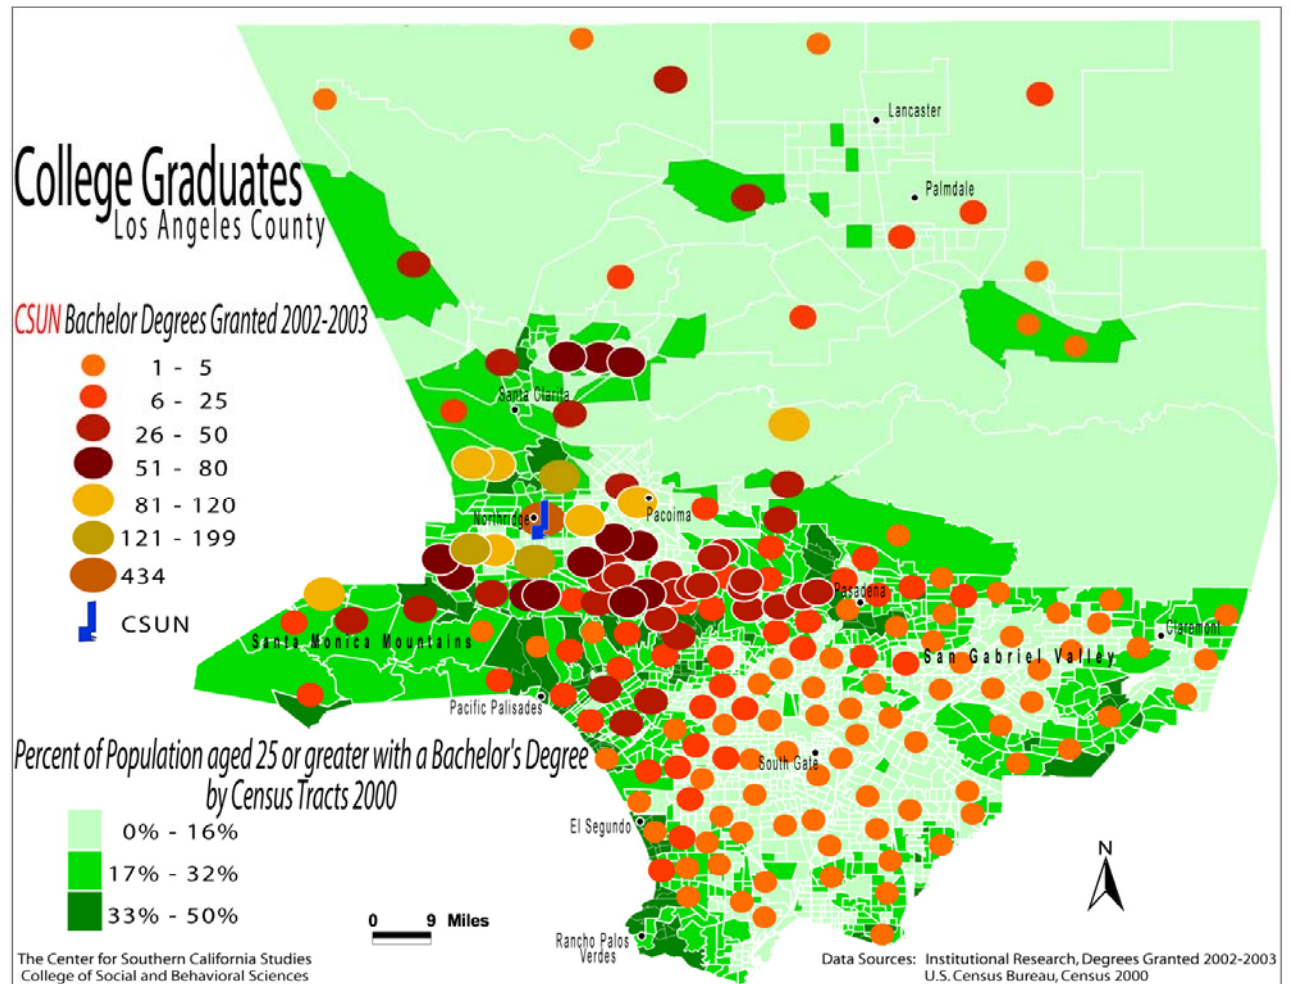 Lancaster
Palmdale
College Graduates
Los Angeles County
CSUN Bachelor Degrees Granted 2002-2003
1 - 5
6 - 25
26 - 50
51 - 80
81 - 120
121 - 199
434
CSUN
Santa Clarita
Northridge
Pacoima
Pasadena
Claremont
Santa Monica Mountains
San Gabriel Valley
Pacific Palisades
South Gate
El Segundo
Rancho Palos
Verdes
Percent of Population aged 25 or greater with a Bachelor's Degree
by Census Tracts 2000
0% - 16%
17% - 32%
33% - 50%
0 9 Miles
N
The Center for Southern California Studies
College of Social and Behavioral Sciences
Data Sources: Institutional Research, Degrees Granted 2002-2003
U.S. Census Bureau, Census 2000